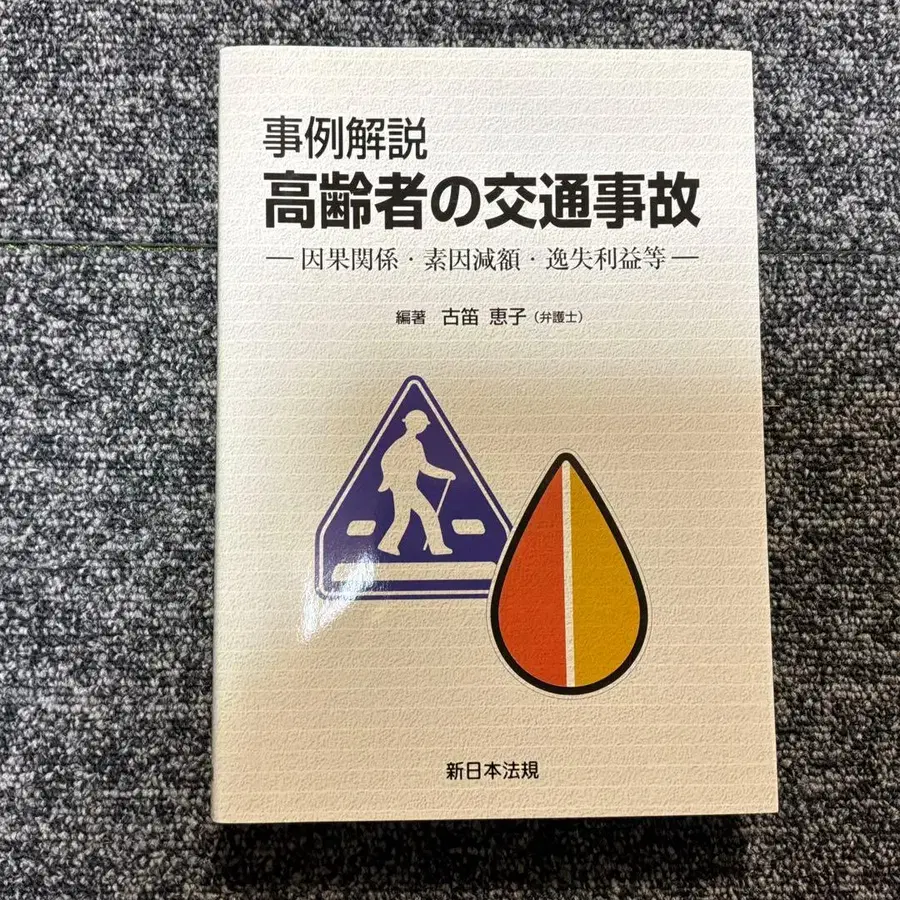 事例解説
高齢者の交通事故
―因果関係・素因減額・逸失利益等―
編著 古笛 恵子（弁護士）
新日本法規